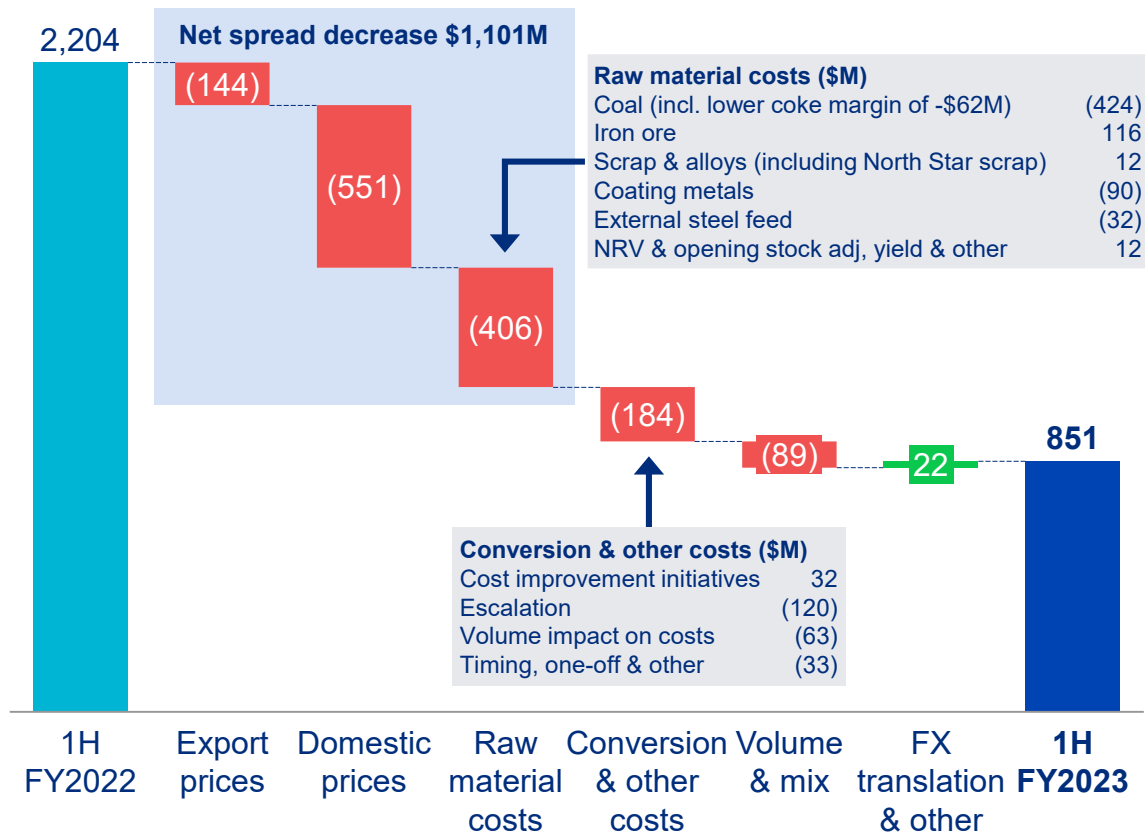 2,204
Net spread decrease $1,101M
(144)
(551)
(406)
Raw material costs ($M)
Coal (incl. lower coke margin of -$62M) (424)
Iron ore 116
Scrap & alloys (including North Star scrap) 12
Coating metals (90)
External steel feed (32)
NRV & opening stock adj, yield & other 12
(184)
(89)
22
851
Conversion & other costs ($M)
Cost improvement initiatives 32
Escalation (120)
Volume impact on costs (63)
Timing, one-off & other (33)
1H
FY2022
Export
prices
Domestic
prices
Raw
material
costs
Conversion
& other
costs
Volume
& mix
FX
translation
& other
1H
FY2023